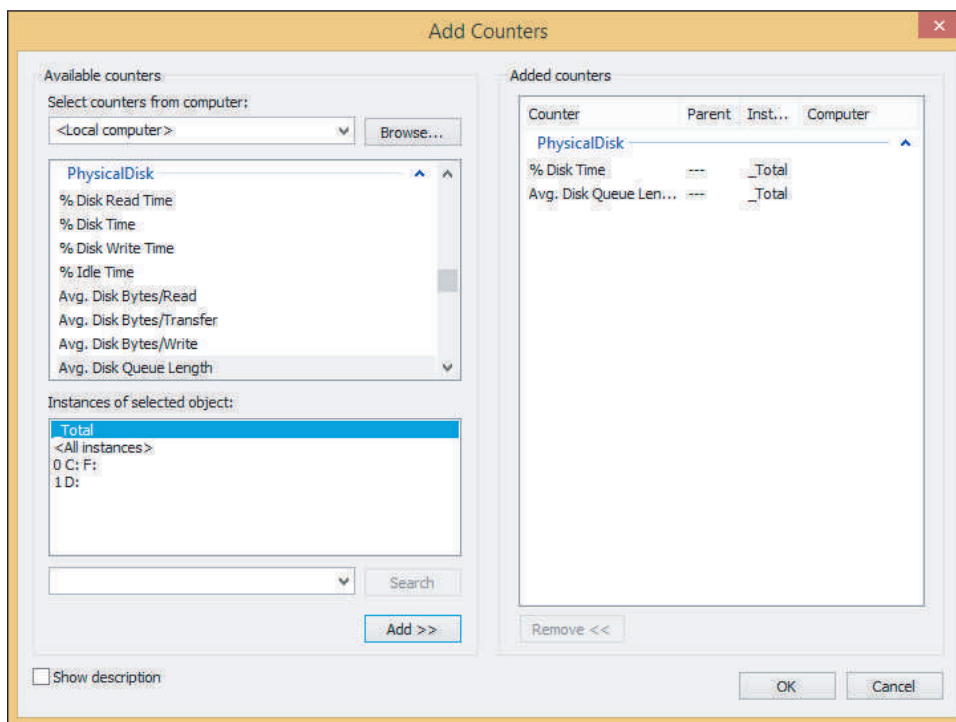 Add Counters
Available counters
Select counters from computer:
<Local computer>
Browse...
PhysicalDisk
% Disk Read Time
% Disk Time
% Disk Write Time
% Idle Time
Avg. Disk Bytes/Read
Avg. Disk Bytes/Transfer
Avg. Disk Bytes/Write
Avg. Disk Queue Length
Instances of selected object:
_Total
<All instances>
0 C: F:
1 D:
Search
Add >>
Show description
Added counters
Counter Parent Inst... Computer
PhysicalDisk
% Disk Time --- _Total
Avg. Disk Queue Len... --- _Total
Remove <<
OK Cancel